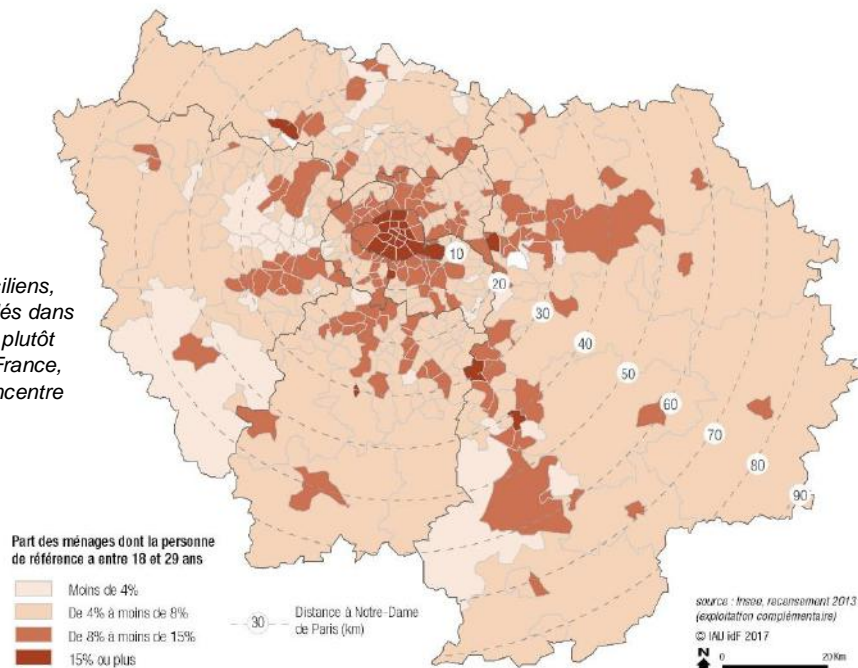 10
20
30
40
50
60
70
80
90
ciliens,
lés dans
plutôt
France,
ncentre
Part des ménages dont la personne
de référence a entre 18 et 29 ans
Moins de 4%
De 4% à moins de 8%
De 8% à moins de 15%
15% ou plus
30
Distance à Notre-Dame
de Paris (km)
source : Insee, recensement 2013
(exploitation complémentaire)
© IAU îdF 2017
N
0 20 Km